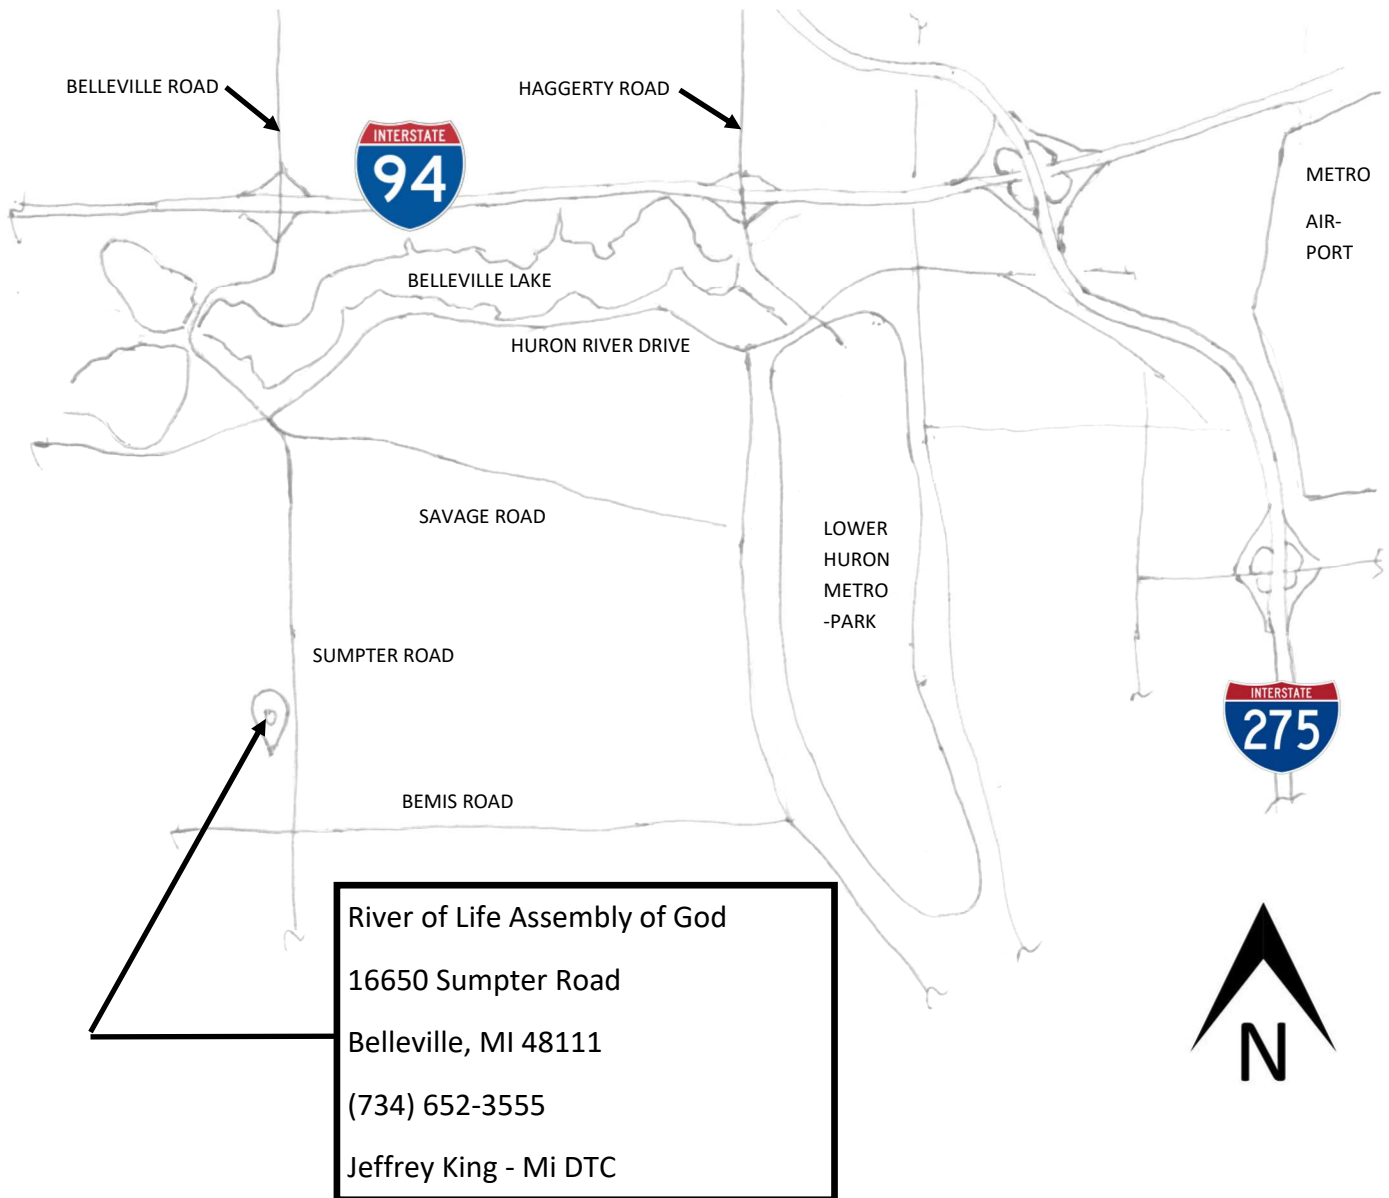 BELLEVILLE ROAD
HAGGERTY ROAD
INTERSTATE
94
METRO
AIR-
PORT
BELLEVILLE LAKE
HURON RIVER DRIVE
SAVAGE ROAD
LOWER
HURON
METRO
-PARK
SUMPTER ROAD
INTERSTATE
275
BEMIS ROAD
River of Life Assembly of God
16650 Sumpter Road
Belleville, MI 48111
(734) 652-3555
Jeffrey King - Mi DTC
N